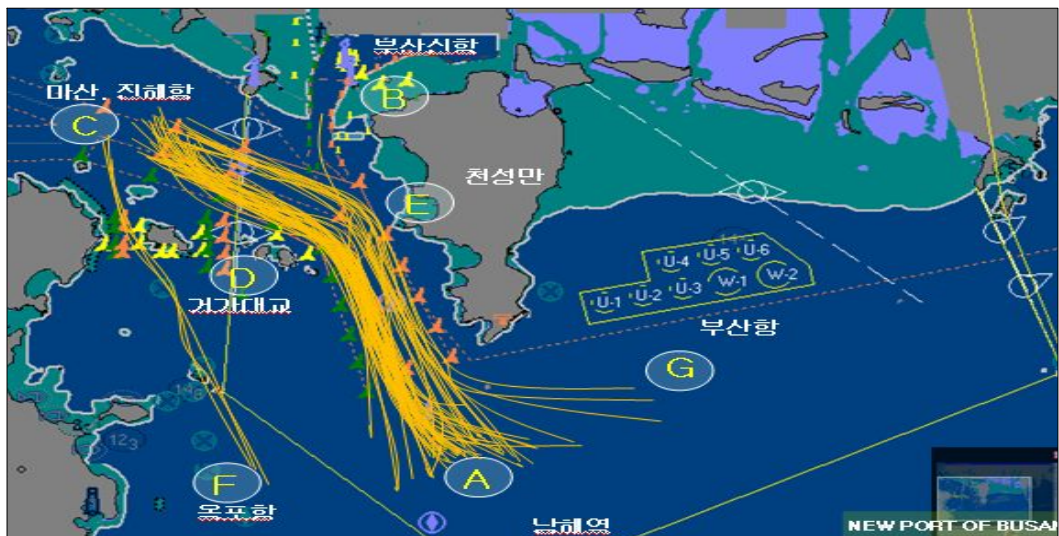 부산신항
B
마산, 진해항
C
천성만
E
U-4 U-5 U-6
D
U-1 U-2 U-3 W-1 W-2
거가대교
부산항
G
123
F
A
옥포항
남해역
NEW PORT OF BUSAN